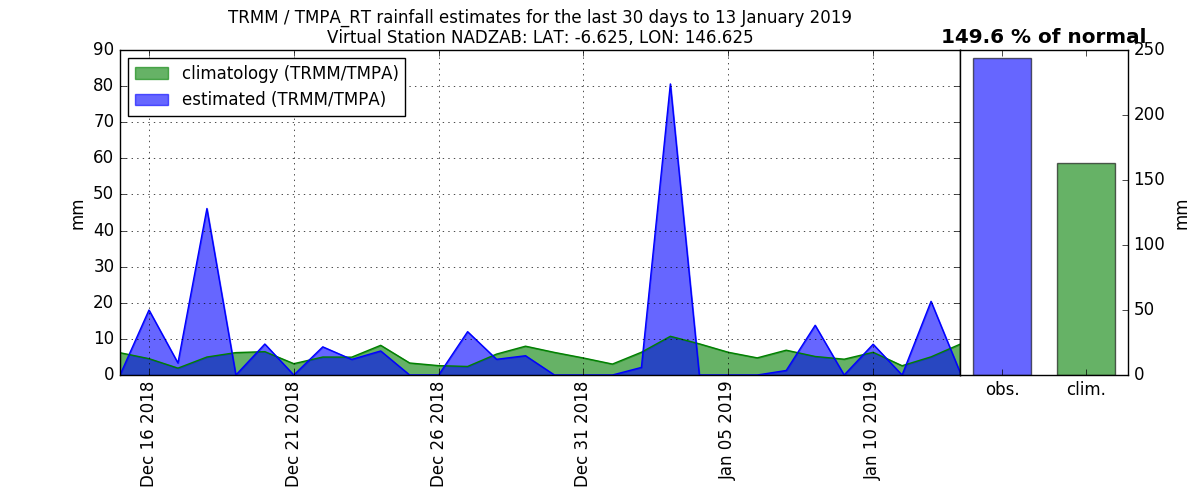 TRMM / TMPA_RT rainfall estimates for the last 30 days to 13 January 2019
Virtual Station NADZAB: LAT: -6.625, LON: 146.625
149.6 % of normal
climatology (TRMM/TMPA)
estimated (TRMM/TMPA)
mm
90
80
70
60
50
40
30
20
10
0
Dec 16 2018
Dec 21 2018
Dec 26 2018
Dec 31 2018
Jan 05 2019
Jan 10 2019
250
200
150
100
50
0
mm
obs.
clim.